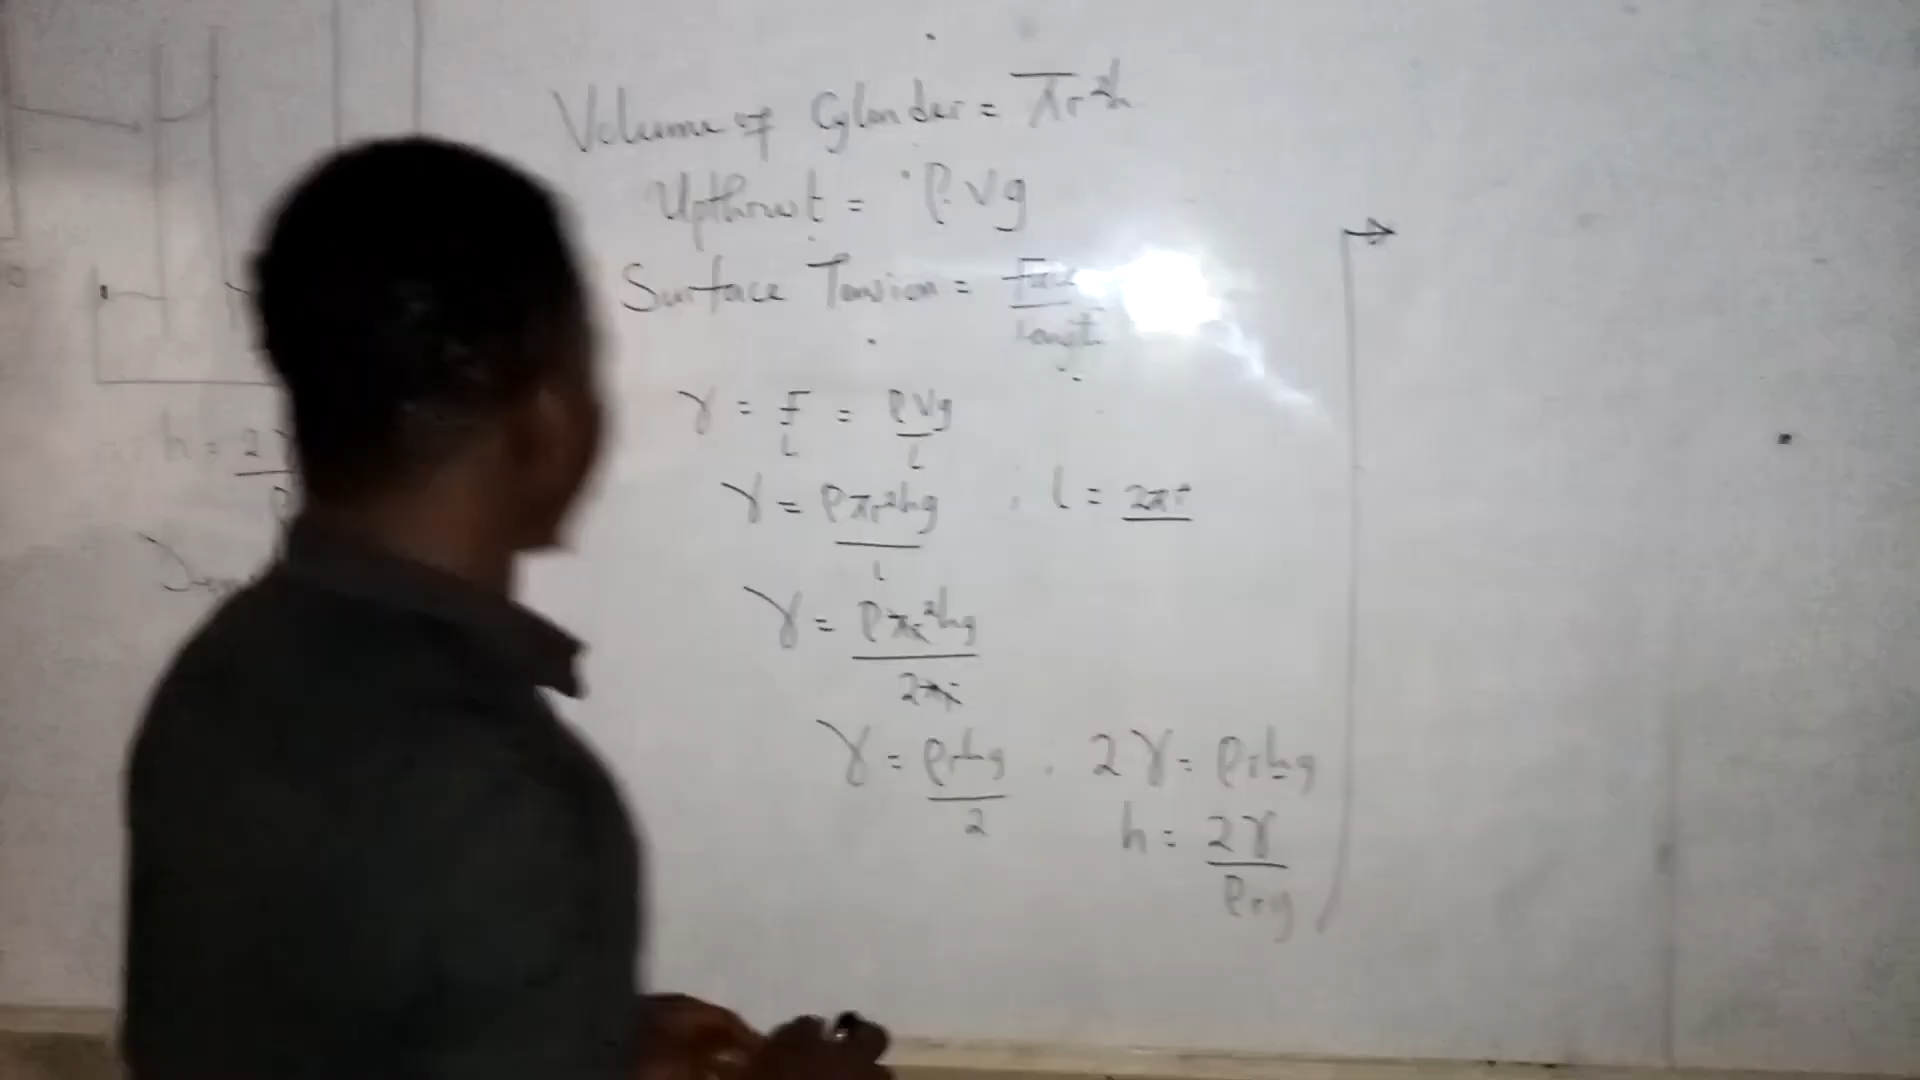 Volume of Cylinder = πr²h
Upthrust = ρVg
Surface Tension = Force / Length
γ = F/L = ρVg/L
γ = ρπr²hg/L , l = 2πr
γ = ρπr²hg/2πr
γ = ρrhg/2 . 2γ = ρrhg
h = 2γ/ρrg
h = 2